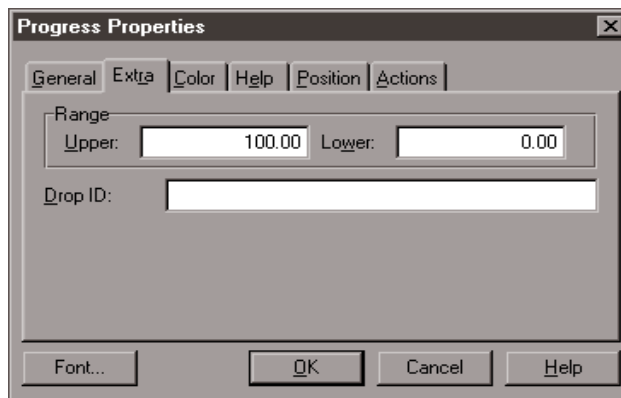 Progress Properties
General Extra Color Help Position Actions
Range
Upper: 100.00 Lower: 0.00
Drop ID:
Font... OK Cancel Help